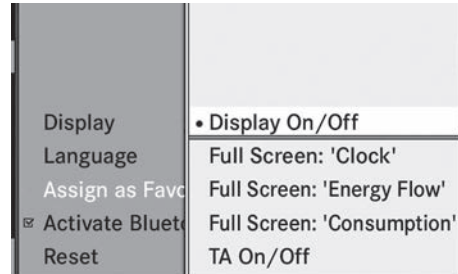 Display
Language
Assign as Favo
Activate Blueto
Reset
• Display On/Off
Full Screen: 'Clock'
Full Screen: 'Energy Flow'
Full Screen: 'Consumption'
TA On/Off